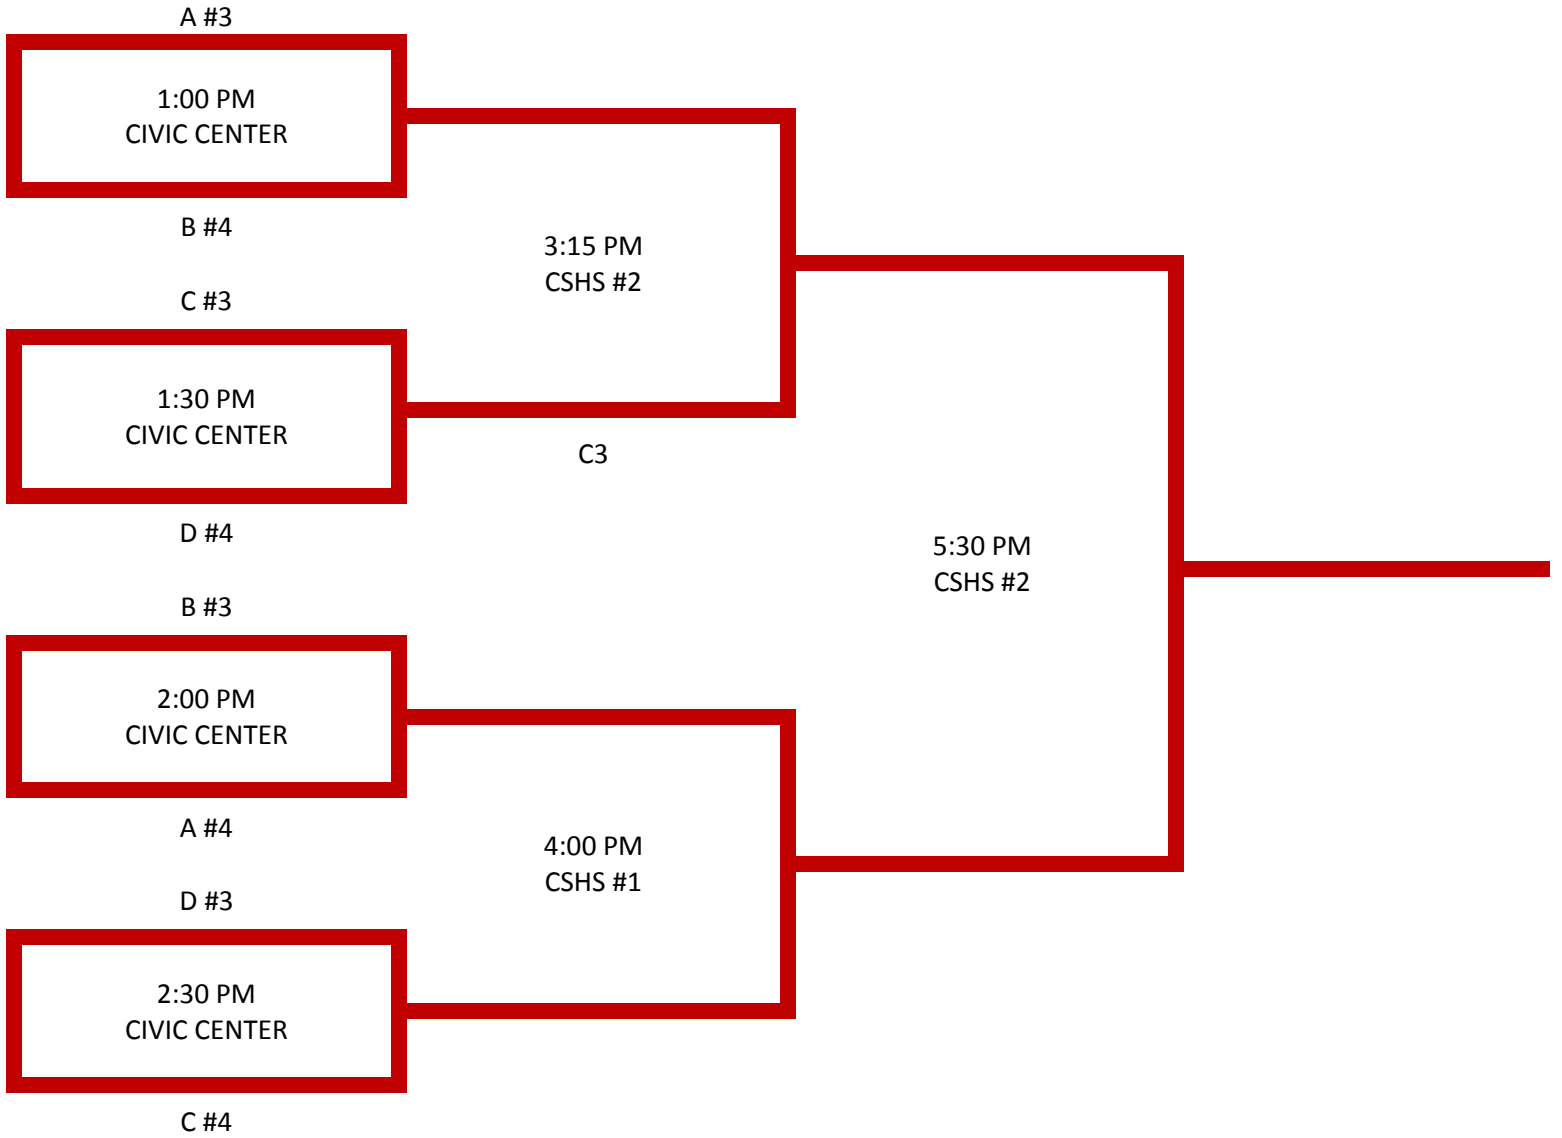 A #3
1:00 PM
CIVIC CENTER
B #4
3:15 PM
CSHS #2
C #3
1:30 PM
CIVIC CENTER
C3
D #4
5:30 PM
CSHS #2
B #3
2:00 PM
CIVIC CENTER
A #4
4:00 PM
CSHS #1
D #3
2:30 PM
CIVIC CENTER
C #4